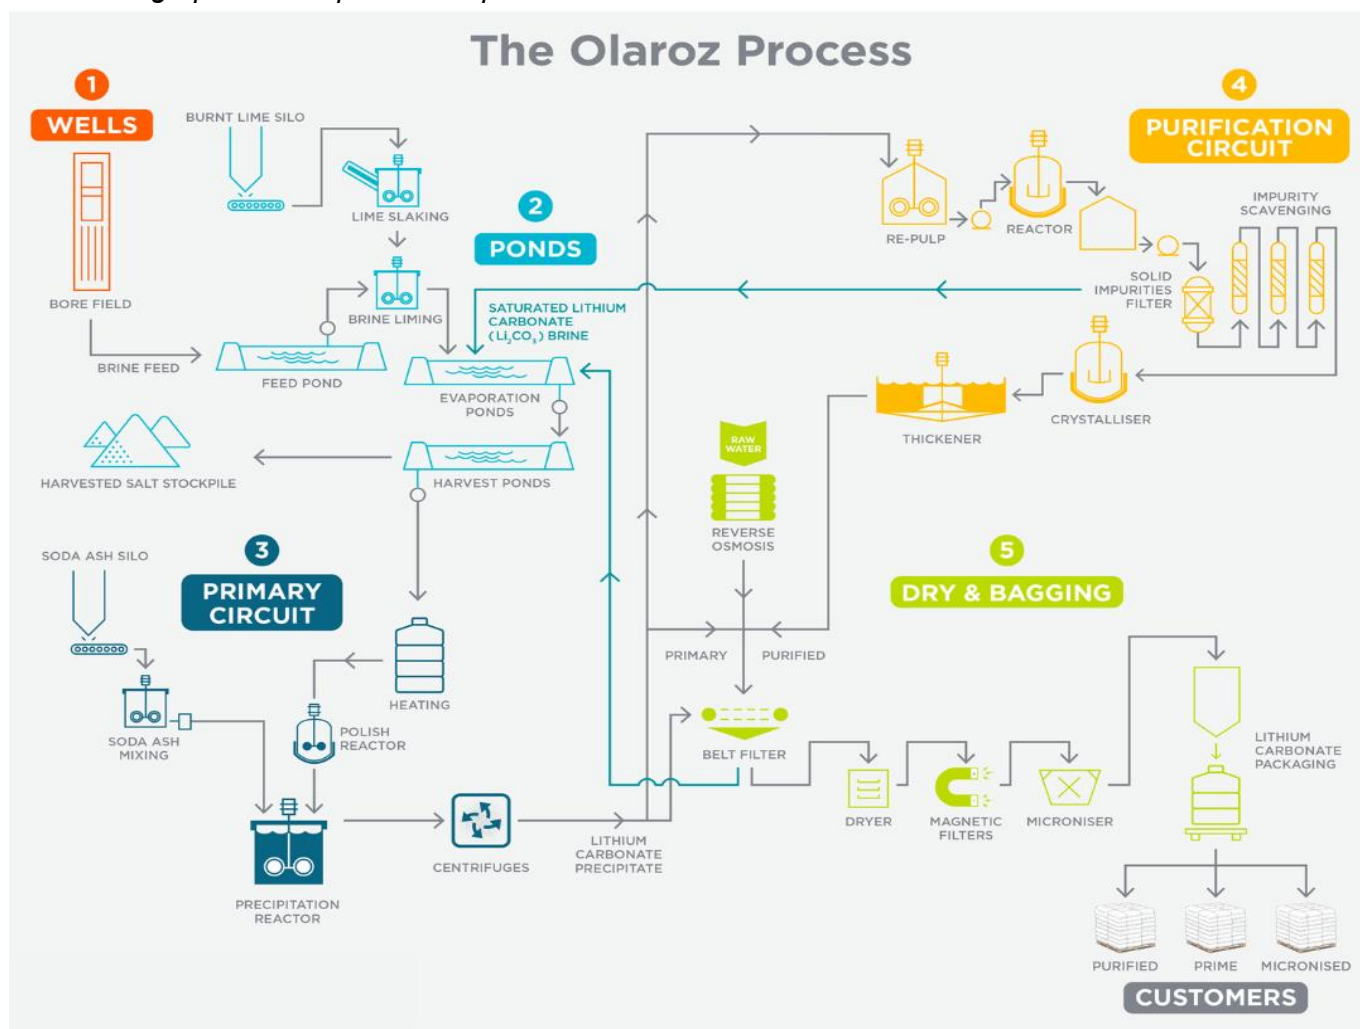 The Olaroz Process
1
WELLS
BORE FIELD
BRINE FEED
BURNT LIME SILO
LIME SLAKING
BRINE LIMING
FEED POND
2
PONDS
SATURATED LITHIUM
CARBONATE
(Li₂CO₃) BRINE
EVAPORATION
PONDS
HARVESTED SALT STOCKPILE
HARVEST PONDS
SODA ASH SILO
3
PRIMARY
CIRCUIT
SODA ASH
MIXING
HEATING
POLISH
REACTOR
PRECIPITATION
REACTOR
CENTRIFUGES
LITHIUM
CARBONATE
PRECIPITATE
4
PURIFICATION
CIRCUIT
RE-PULP
REACTOR
IMPURITY
SCAVENGING
SOLID
IMPURITIES
FILTER
CRYSTALLISER
THICKENER
RAW
WATER
REVERSE
OSMOSIS
5
DRY & BAGGING
PRIMARY
PURIFIED
BELT FILTER
DRYER
MAGNETIC
FILTERS
MICRONISER
LITHIUM
CARBONATE
PACKAGING
PURIFIED
PRIME
MICRONISED
CUSTOMERS